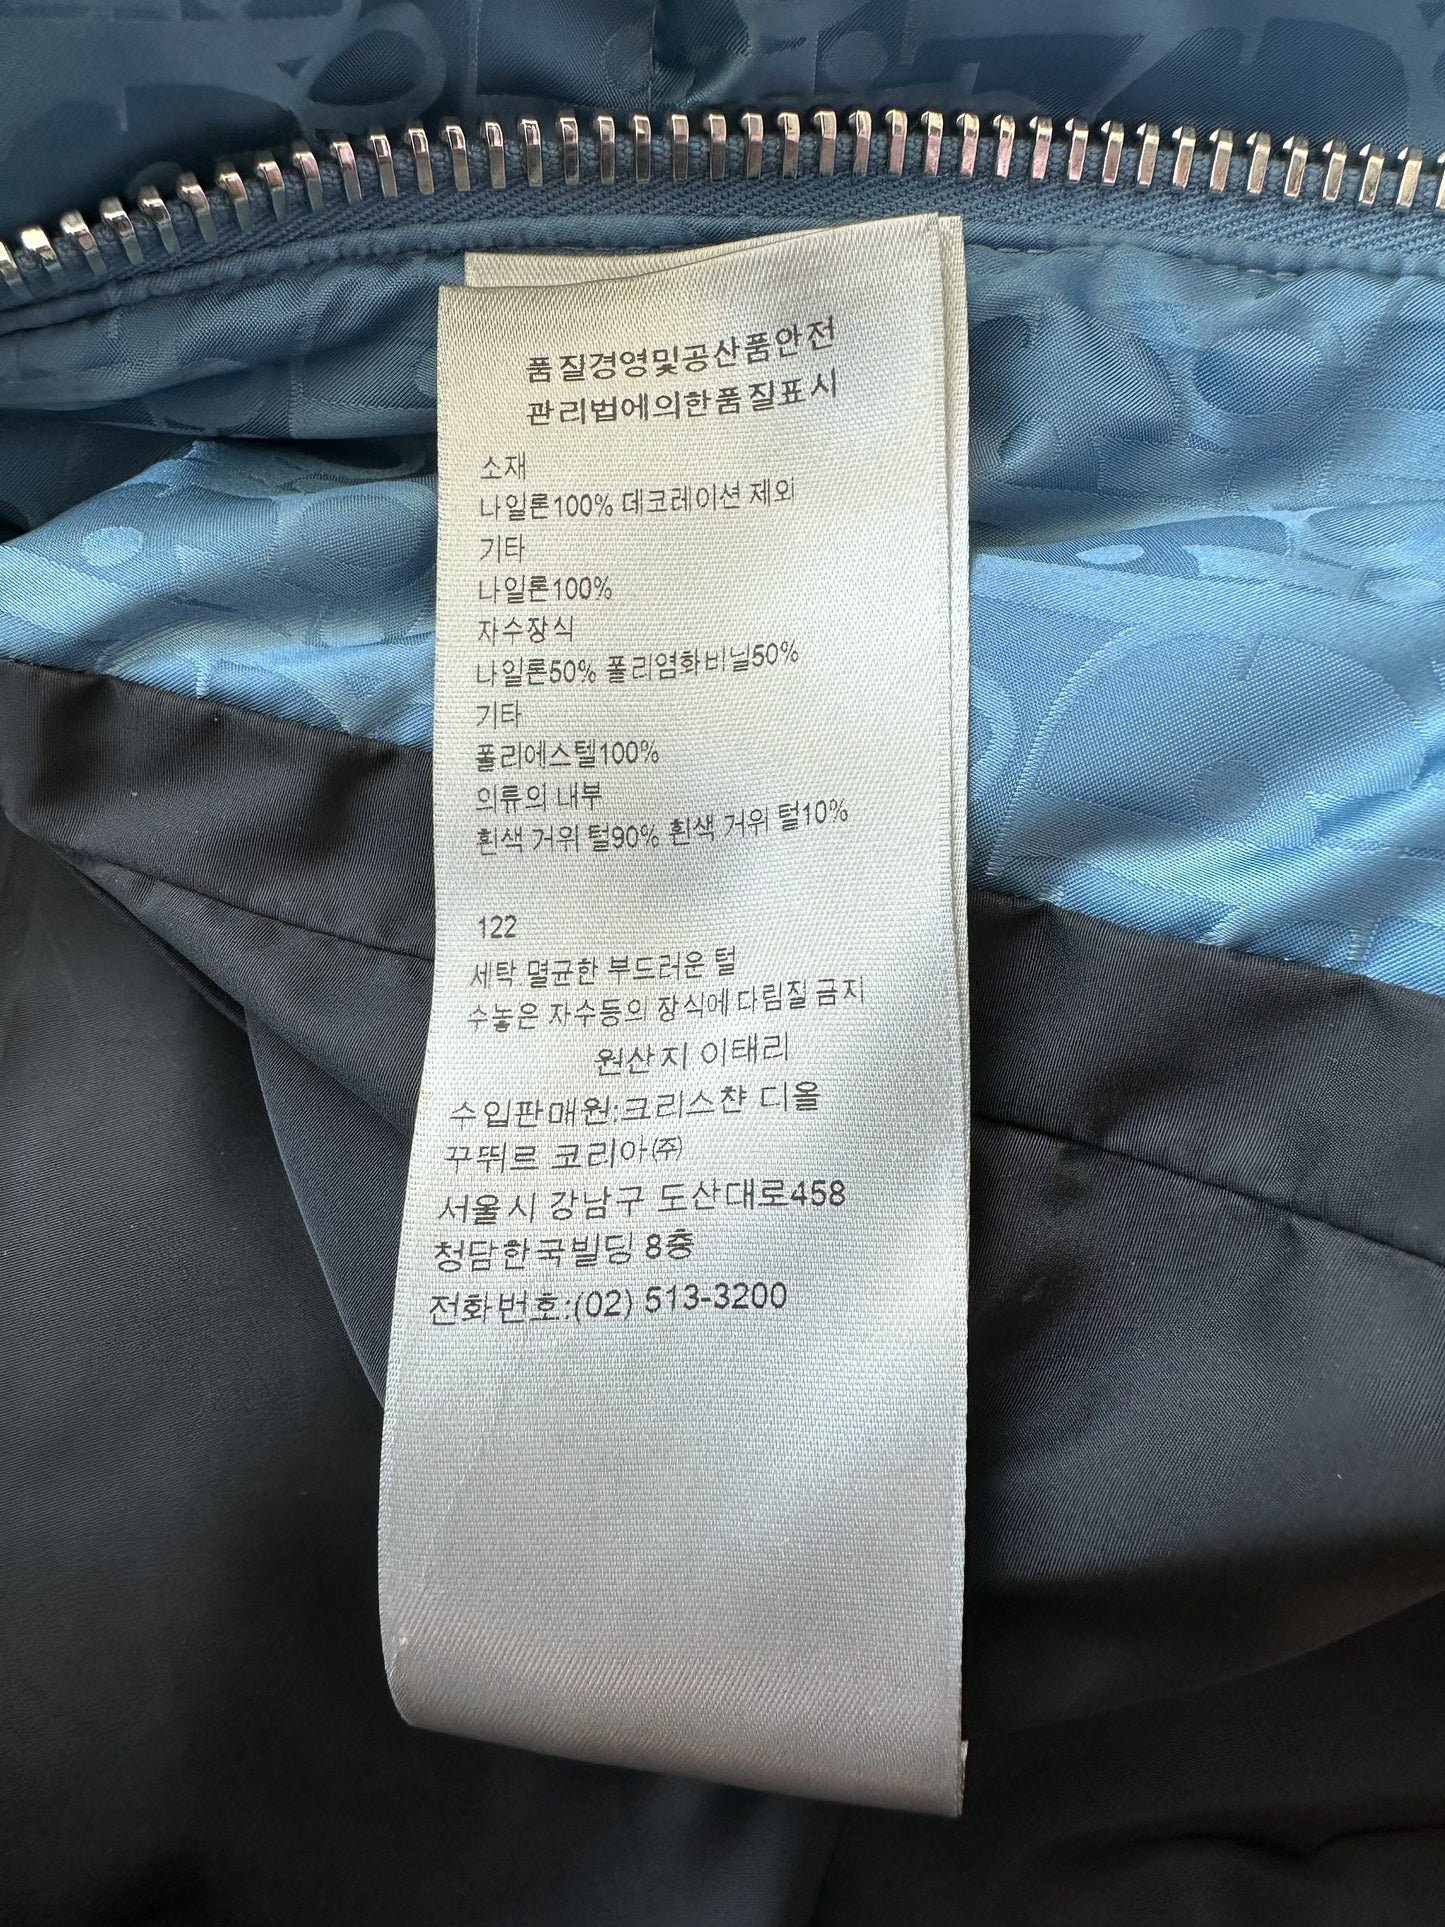 품질경영및공산품안전
관리법에의한품질표시
소재
나일론100% 데코레이션 제외
기타
나일론100%
자수장식
나일론50% 폴리염화비닐50%
기타
폴리에스텔100%
의류의 내부
흰색 거위 털90% 흰색 거위 털10%
122
세탁.멸균한 부드러운 털
수놓은 자수등의 장식에 다림질 금지
원산지 이태리
수입판매원:크리스챤 디올
꾸뛰르 코리아㈜
서울시 강남구 도산대로458
청담한국빌딩 8층
전화번호:(02) 513-3200